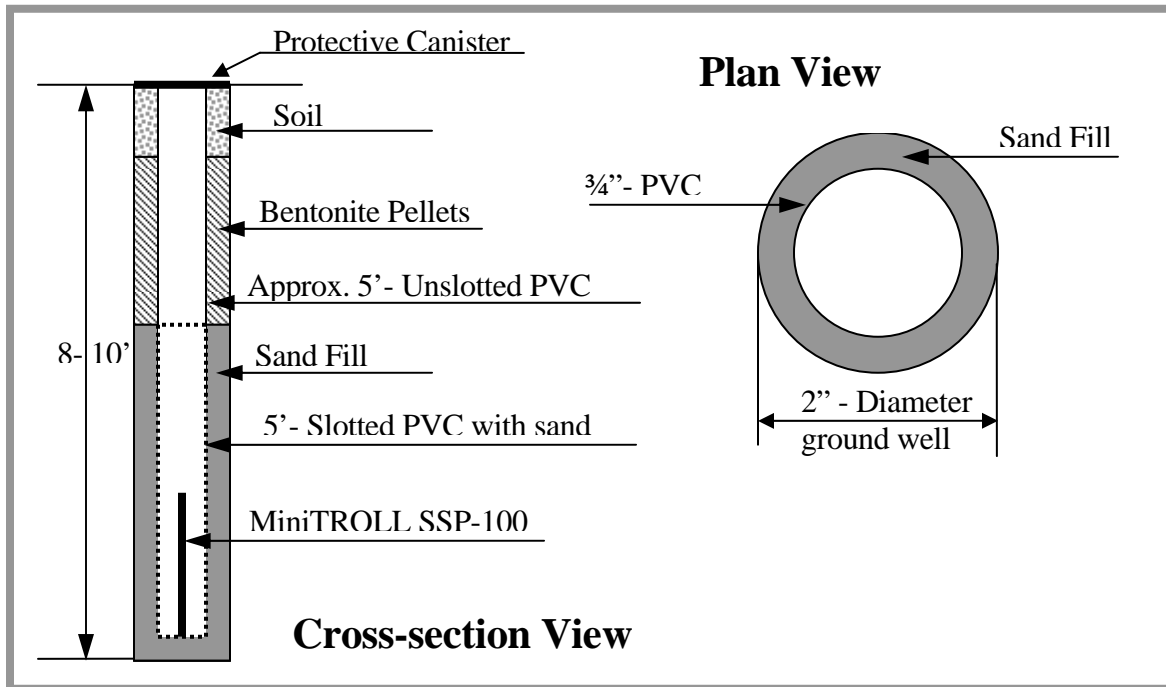 Protective Canister
Plan View
Soil
Sand Fill
¾”- PVC
Bentonite Pellets
Approx. 5’- Unslotted PVC
8- 10’
Sand Fill
2” - Diameter
ground well
5’- Slotted PVC with sand
MiniTROLL SSP-100
Cross-section View